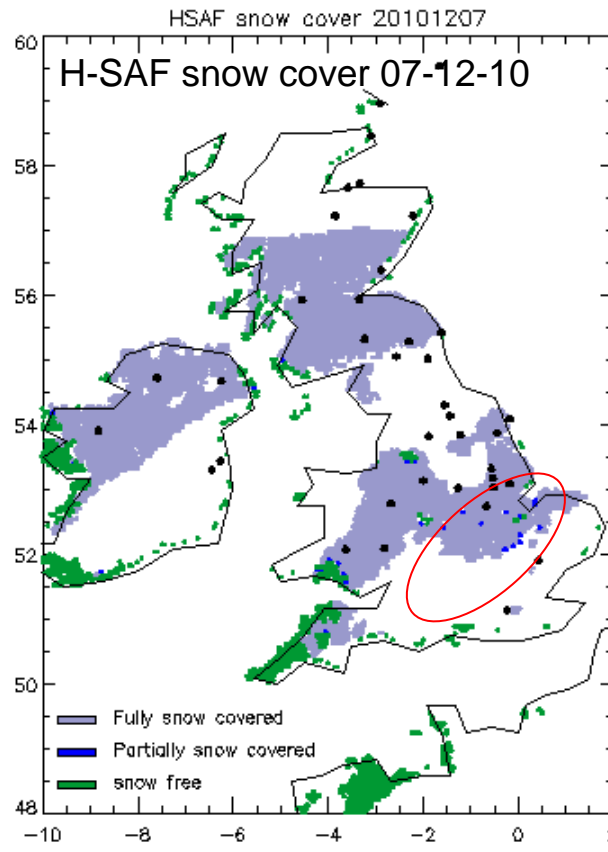 HSAF snow cover 20101207
H-SAF snow cover 07-12-10
60
58
56
54
52
50
48
Fully snow covered
Partially snow covered
snow free
-10 -8 -6 -4 -2 0 2